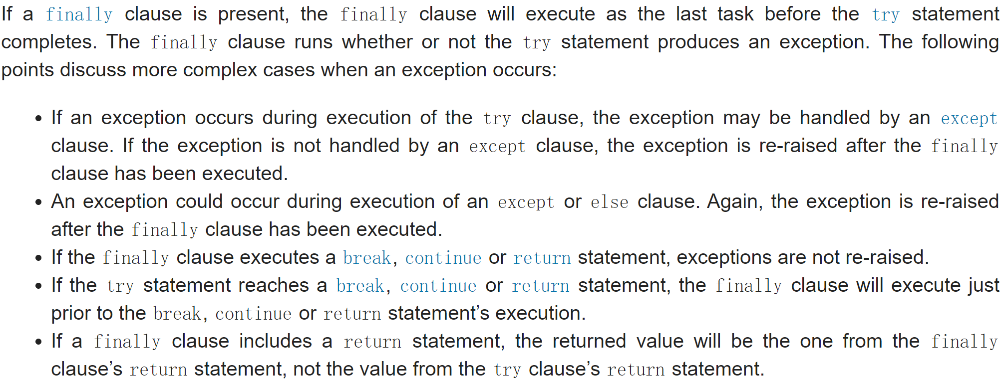 If a finally clause is present, the finally clause will execute as the last task before the try statement
completes. The finally clause runs whether or not the try statement produces an exception. The following
points discuss more complex cases when an exception occurs:
• If an exception occurs during execution of the try clause, the exception may be handled by an except
clause. If the exception is not handled by an except clause, the exception is re-raised after the finally
clause has been executed.
• An exception could occur during execution of an except or else clause. Again, the exception is re-raised
after the finally clause has been executed.
• If the finally clause executes a break, continue or return statement, exceptions are not re-raised.
• If the try statement reaches a break, continue or return statement, the finally clause will execute just
prior to the break, continue or return statement’s execution.
• If a finally clause includes a return statement, the returned value will be the one from the finally
clause’s return statement, not the value from the try clause’s return statement.